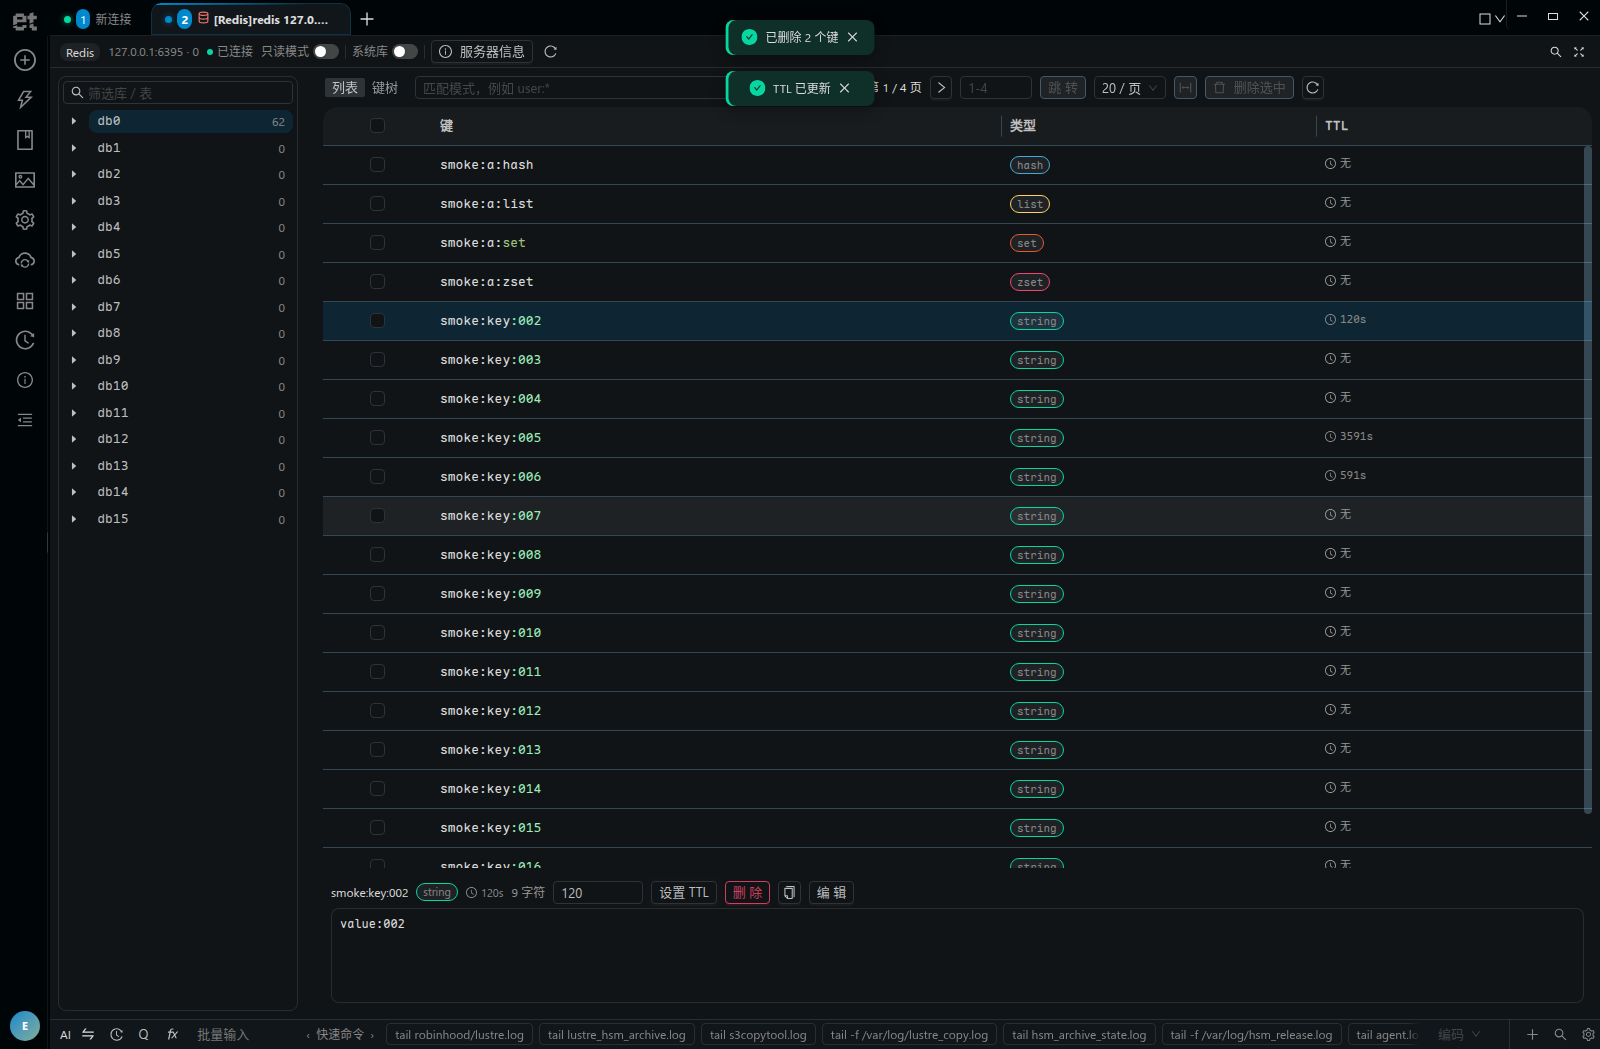 et
1 新连接
2 [Redis]redis 127.0....
Redis 127.0.0.1:6395 · 0 已连接 只读模式 系统库 服务器信息
已删除 2 个键
TTL 已更新
筛选库 / 表
db0 62
db1 0
db2 0
db3 0
db4 0
db5 0
db6 0
db7 0
db8 0
db9 0
db10 0
db11 0
db12 0
db13 0
db14 0
db15 0
列表 键树 匹配模式，例如 user:* 1 / 4 页 1-4 跳 转 20 / 页 删除选中
键 类型 TTL
smoke:a:hash hash 无
smoke:a:list list 无
smoke:a:set set 无
smoke:a:zset zset 无
smoke:key:002 string 120s
smoke:key:003 string 无
smoke:key:004 string 无
smoke:key:005 string 3591s
smoke:key:006 string 591s
smoke:key:007 string 无
smoke:key:008 string 无
smoke:key:009 string 无
smoke:key:010 string 无
smoke:key:011 string 无
smoke:key:012 string 无
smoke:key:013 string 无
smoke:key:014 string 无
smoke:key:015 string 无
smoke:key:016 string 无
smoke:key:002 string 120s 9 字符 120 设置 TTL 删 除 编 辑
value:002
E
AI Q fx 批量输入 ‹ 快速命令 › tail robinhood/lustre.log tail lustre_hsm_archive.log tail s3copytool.log tail -f /var/log/lustre_copy.log tail hsm_archive_state.log tail -f /var/log/hsm_release.log tail agent.lo 编码